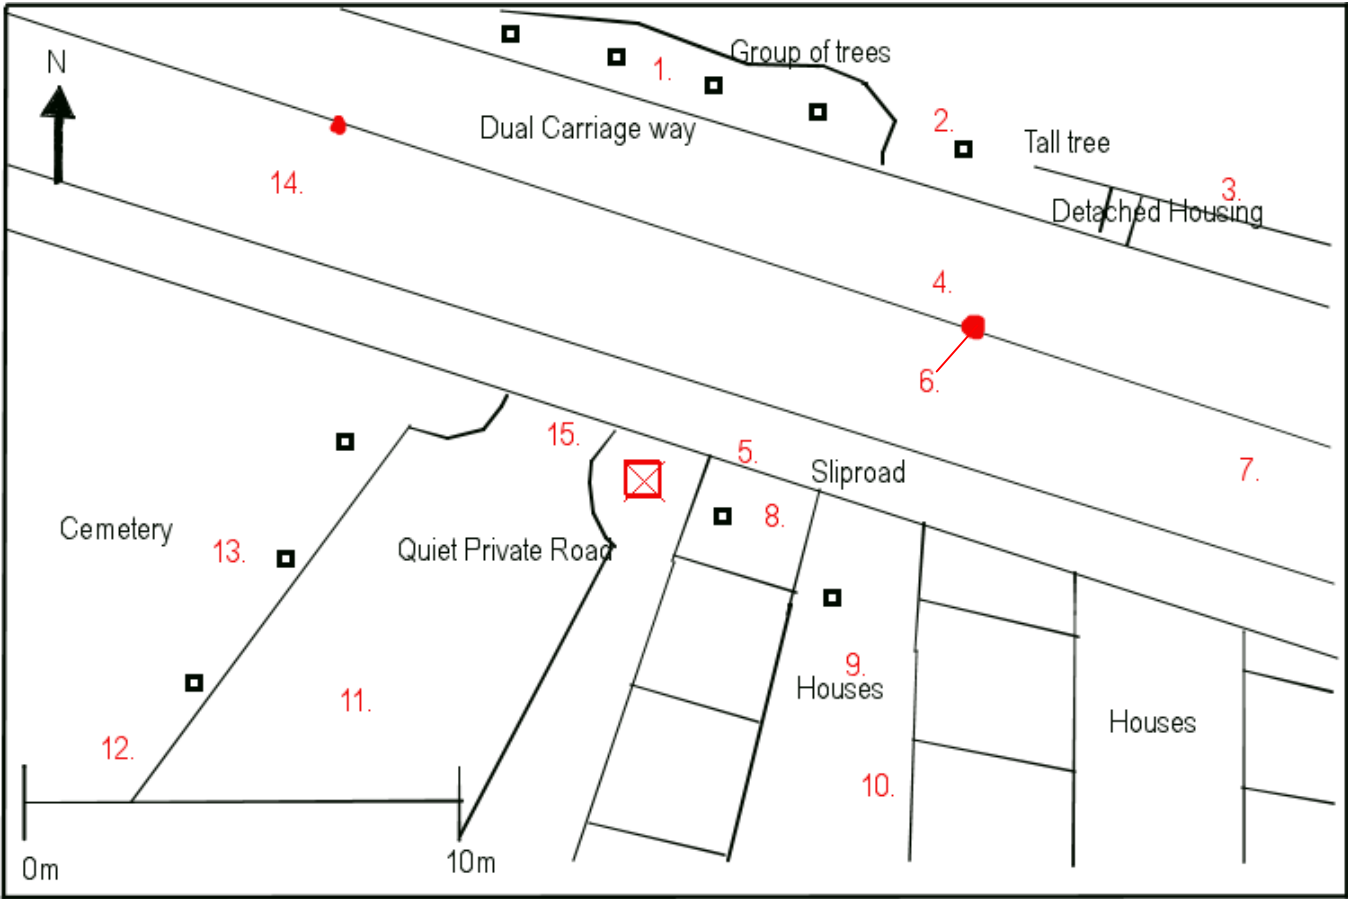 Group of trees
1.
N
2.
Dual Carriage way
Tall tree
14.
3.
Detached Housing
4.
6.
15.
5.
Sliproad
7.
8.
Cemetery
13.
Quiet Private Road
9.
Houses
11.
Houses
12.
10.
0m
10m